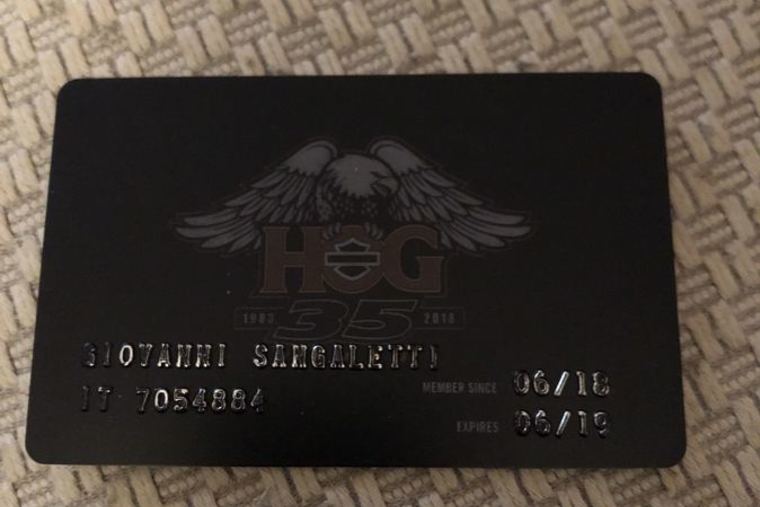 HOG
1983 35 2018
GIOVANNI SANGALETTI
IT 7054884
MEMBER SINCE 06/18
EXPIRES 06/19